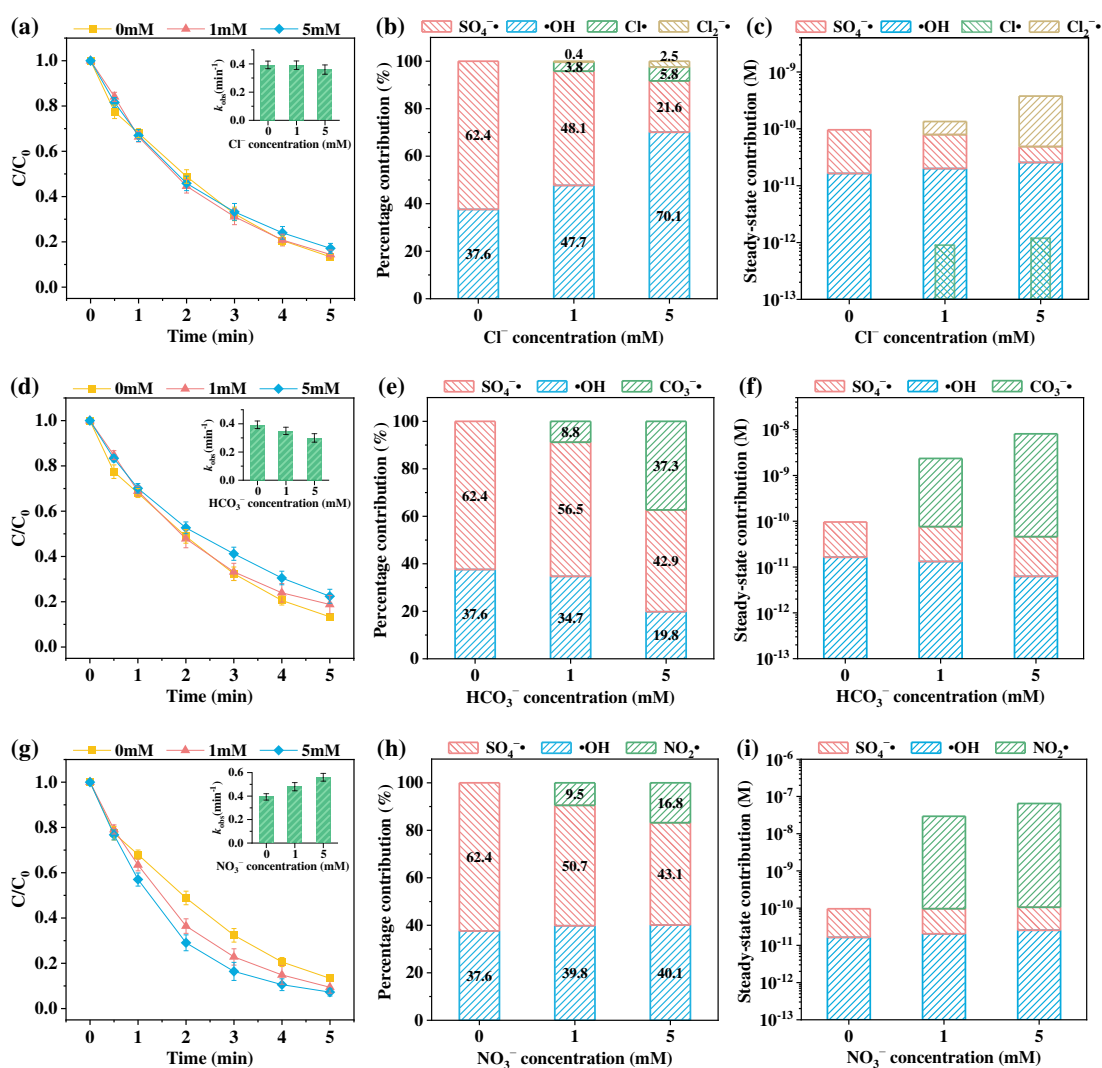 (a)
0mM 1mM 5mM
C/C₀
1.0
0.8
0.6
0.4
0.2
0.0
0 1 2 3 4 5
Time (min)
k_obs(min⁻¹)
0.4
0.2
0.0
0 1 5
Cl⁻ concentration (mM)
(b)
SO₄⁻• •OH Cl• Cl₂⁻•
Percentage contribution (%)
100
80
60
40
20
0
62.4
37.6
0.4
3.8
48.1
47.7
2.5
5.8
21.6
70.1
0 1 5
Cl⁻ concentration (mM)
(c)
SO₄⁻• •OH Cl• Cl₂⁻•
Steady-state contribution (M)
10⁻⁹
10⁻¹⁰
10⁻¹¹
10⁻¹²
10⁻¹³
0 1 5
Cl⁻ concentration (mM)
(d)
0mM 1mM 5mM
C/C₀
1.0
0.8
0.6
0.4
0.2
0.0
0 1 2 3 4 5
Time (min)
k_obs(min⁻¹)
0.4
0.2
0.0
0 1 5
HCO₃⁻ concentration (mM)
(e)
SO₄⁻• •OH CO₃⁻•
Percentage contribution (%)
100
80
60
40
20
0
62.4
37.6
8.8
56.5
34.7
37.3
42.9
19.8
0 1 5
HCO₃⁻ concentration (mM)
(f)
SO₄⁻• •OH CO₃⁻•
Steady-state contribution (M)
10⁻⁸
10⁻⁹
10⁻¹⁰
10⁻¹¹
10⁻¹²
10⁻¹³
0 1 5
HCO₃⁻ concentration (mM)
(g)
0mM 1mM 5mM
C/C₀
1.0
0.8
0.6
0.4
0.2
0.0
0 1 2 3 4 5
Time (min)
k_obs(min⁻¹)
0.6
0.4
0.2
0.0
0 1 5
NO₃⁻ concentration (mM)
(h)
SO₄⁻• •OH NO₂•
Percentage contribution (%)
100
80
60
40
20
0
62.4
37.6
9.5
50.7
39.8
16.8
43.1
40.1
0 1 5
NO₃⁻ concentration (mM)
(i)
SO₄⁻• •OH NO₂•
Steady-state contribution (M)
10⁻⁶
10⁻⁷
10⁻⁸
10⁻⁹
10⁻¹⁰
10⁻¹¹
10⁻¹²
10⁻¹³
0 1 5
NO₃⁻ concentration (mM)